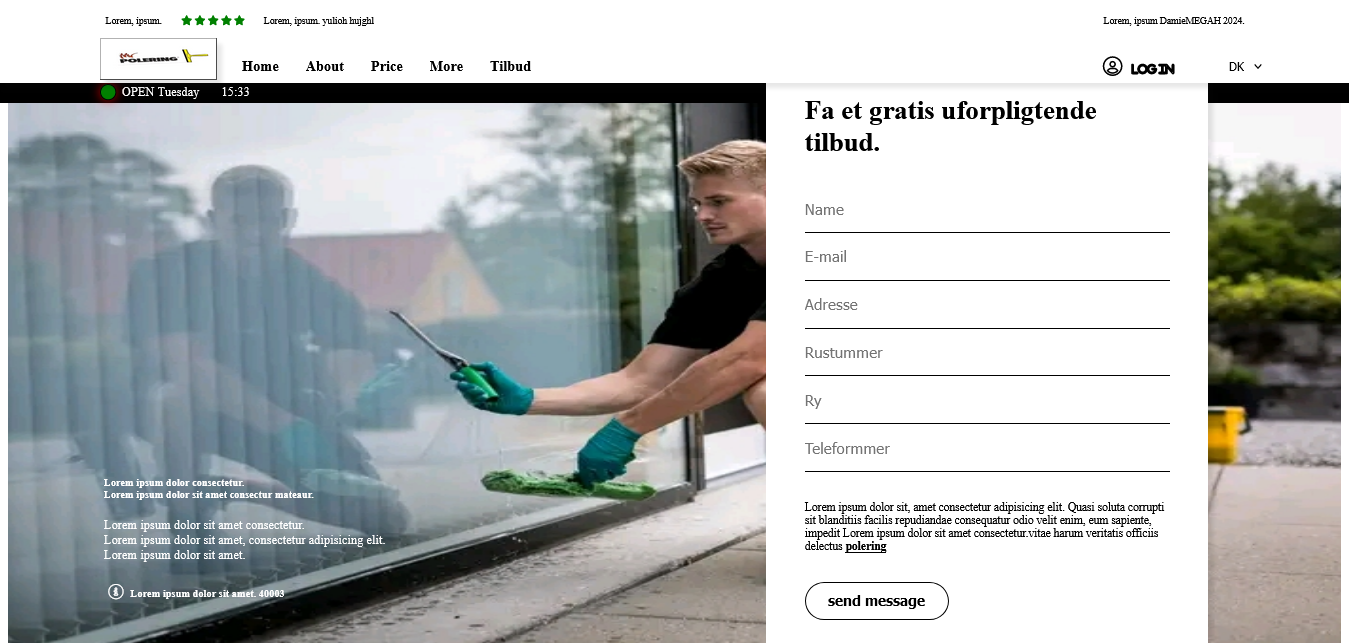 Lorem, ipsum.
Lorem, ipsum. yulioh hujghl
Lorem, ipsum DamieMEGAH 2024.
POLERING
Home About Price More Tilbud
LOG IN
DK
OPEN Tuesday 15:33
Fa et gratis uforpligtende
tilbud.
Name
E-mail
Adresse
Rustummer
Ry
Teleformmer
Lorem ipsum dolor sit, amet consectetur adipisicing elit. Quasi soluta corrupti
sit blanditiis facilis repudiandae consequatur odio velit enim, eum sapiente,
impedit Lorem ipsum dolor sit amet consectetur.vitae harum veritatis officiis
delectus polering
send message
Lorem ipsum dolor consectetur.
Lorem ipsum dolor sit amet consectur mateaur.
Lorem ipsum dolor sit amet consectetur.
Lorem ipsum dolor sit amet, consectetur adipisicing elit.
Lorem ipsum dolor sit amet.
Lorem ipsum dolor sit amet. 40003